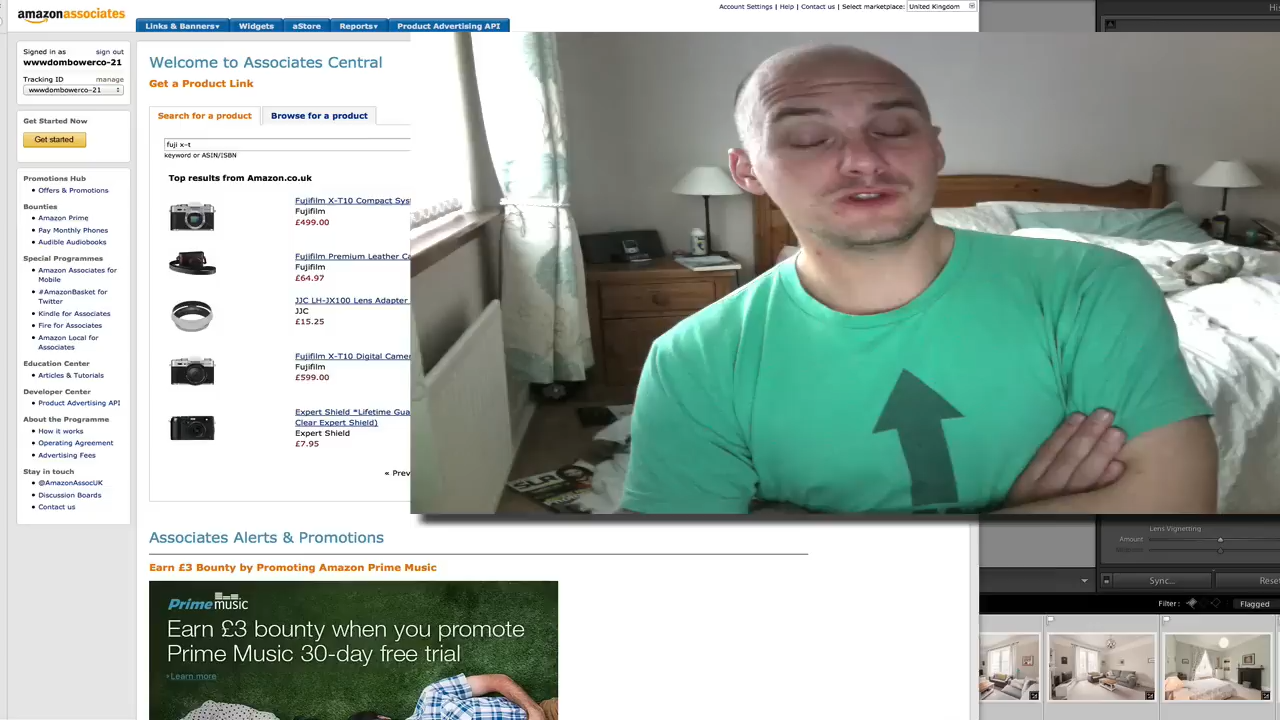 amazonassociates
Account Settings | Help | Contact us | Select marketplace: United Kingdom
Links & Banners
Widgets
aStore
Reports
Product Advertising API
Signed in as
sign out
wwwdombowerco-21
Tracking ID
manage
wwwdombowerco-21
Get Started Now
Get started
Promotions Hub
Offers & Promotions
Bounties
Amazon Prime
Pay Monthly Phones
Audible Audiobooks
Special Programmes
Amazon Associates for
Mobile
#AmazonBasket for
Twitter
Kindle for Associates
Fire for Associates
Amazon Local for
Associates
Education Center
Articles & Tutorials
Developer Center
Product Advertising API
About the Programme
How it works
Operating Agreement
Advertising Fees
Stay in touch
@AmazonAssocUK
Discussion Boards
Contact us
Welcome to Associates Central
Get a Product Link
Search for a product
Browse for a product
fuji x-t
keyword or ASIN/ISBN
Top results from Amazon.co.uk
Fujifilm X-T10 Compact Sys
Fujifilm
£499.00
Fujifilm Premium Leather Ca
Fujifilm
£64.97
JJC LH-JX100 Lens Adapter
JJC
£15.25
Fujifilm X-T10 Digital Camer
Fujifilm
£599.00
Expert Shield *Lifetime Gua
Clear Expert Shield)
Expert Shield
£7.95
« Prev
Associates Alerts & Promotions
Earn £3 Bounty by Promoting Amazon Prime Music
Prime music
Earn £3 bounty when you promote
Prime Music 30-day free trial
Learn more
SLR
Lens Vignetting
Amount
Sync...
Reset
Filter:
Flagged